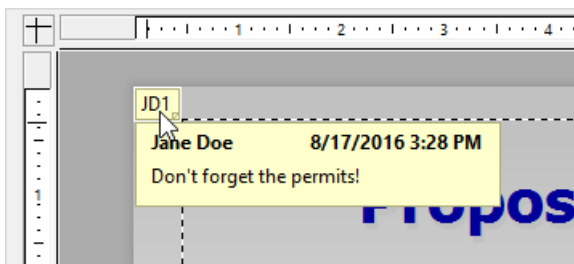 1 2 3 4
JD1
Jane Doe 8/17/2016 3:28 PM
Don't forget the permits!
Propos
1